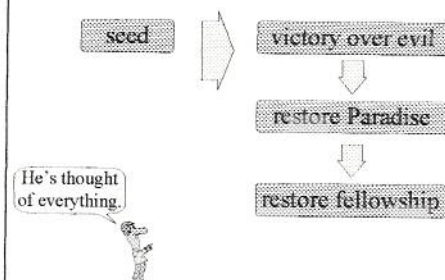 seed
victory over evil
restore Paradise
restore fellowship
He's thought
of everything.